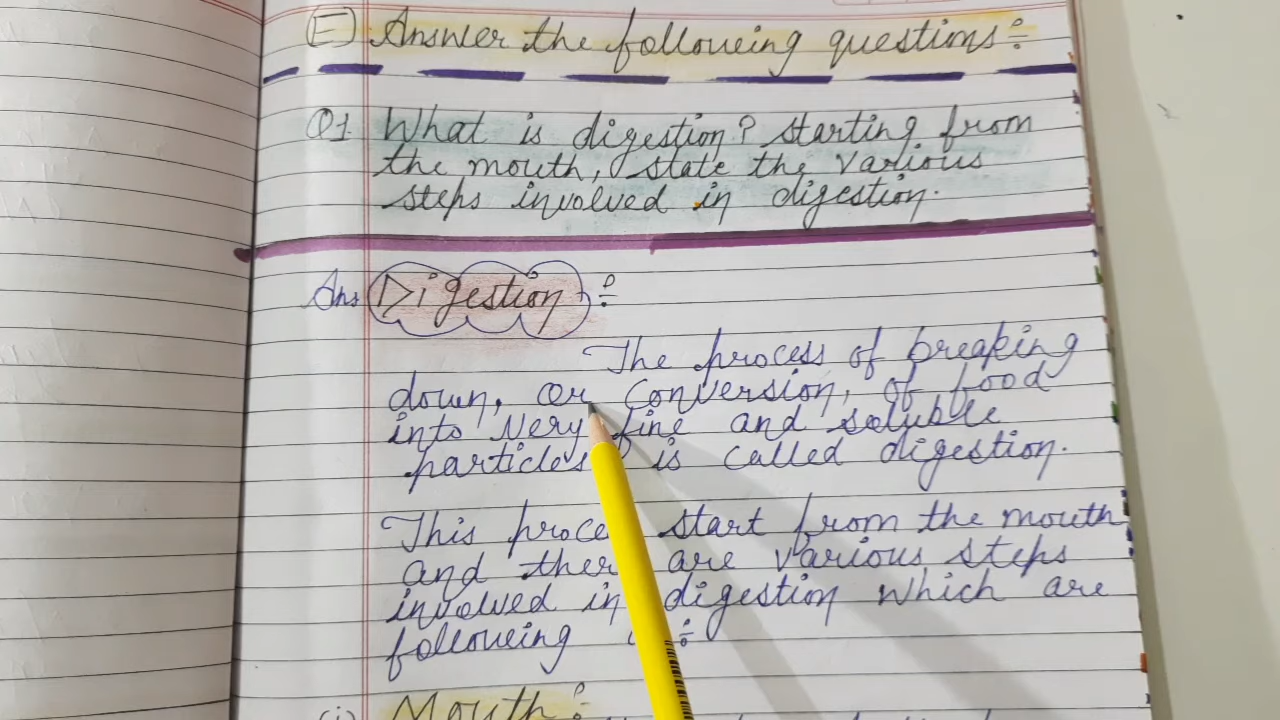 (E) Answer the following questions :-
Q1 What is digestion? Starting from
the mouth, state the various
steps involved in digestion.
Ans Digestion :-
The process of breaking
down, or conversion, of food
into very fine and soluble
particles is called digestion.
This start from the mouth
and are various steps
involved in digestion which are
following :-
(i) Mouth :-